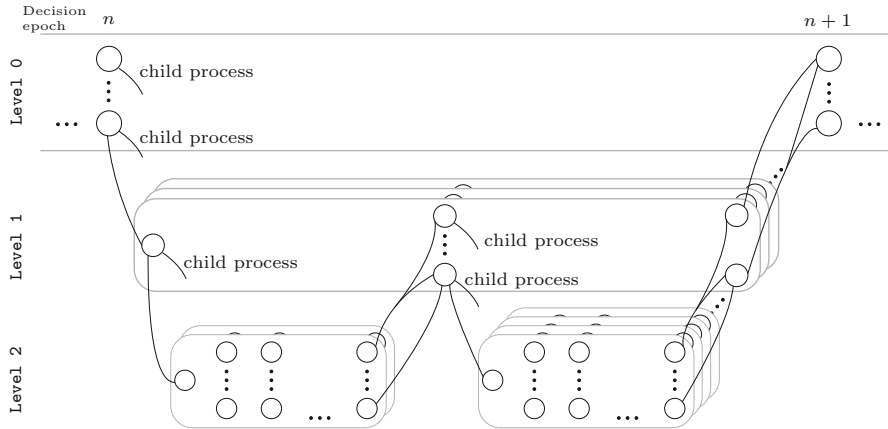 Decision
epoch
n
n + 1
Level 0
child process
child process
Level 1
child process
child process
child process
Level 2